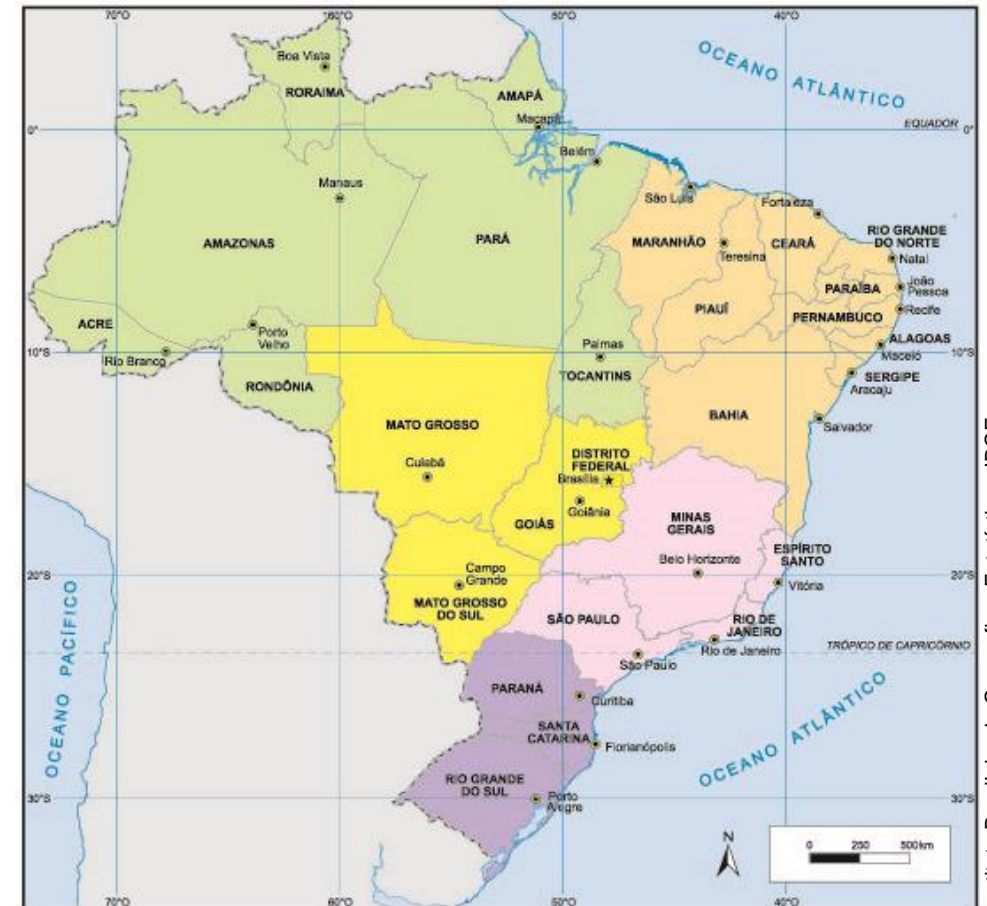 70°O
60°O
50°O
40°O
OCEANO ATLÂNTICO
Boa Vista
RORAIMA
AMAPÁ
Macapá
EQUADOR
0°
0°
Belém
Manaus
São Luís
Fortaleza
RIO GRANDE
DO NORTE
Natal
AMAZONAS
PARÁ
MARANHÃO
Teresina
CEARÁ
João
Pessoa
PARAÍBA
PIAUÍ
Recife
PERNAMBUCO
ACRE
Porto
Velho
ALAGOAS
Maceió
Rio Branco
10°S
10°S
Palmas
TOCANTINS
SERGIPE
Aracaju
RONDÔNIA
BAHIA
MATO GROSSO
Salvador
Cuiabá
DISTRITO
FEDERAL
Brasília
Goiânia
GOIÁS
MINAS
GERAIS
Belo Horizonte
ESPÍRITO
SANTO
Vitória
Campo
Grande
20°S
20°S
MATO GROSSO
DO SUL
SÃO PAULO
RIO DE
JANEIRO
Rio de Janeiro
TRÓPICO DE CAPRICÓRNIO
São Paulo
OCEANO PACÍFICO
PARANÁ
Curitiba
SANTA
CATARINA
Florianópolis
OCEANO ATLÂNTICO
RIO GRANDE
DO SUL
Porto
Alegre
30°S
30°S
N
0 250 500km
70°O
60°O
50°O
40°O